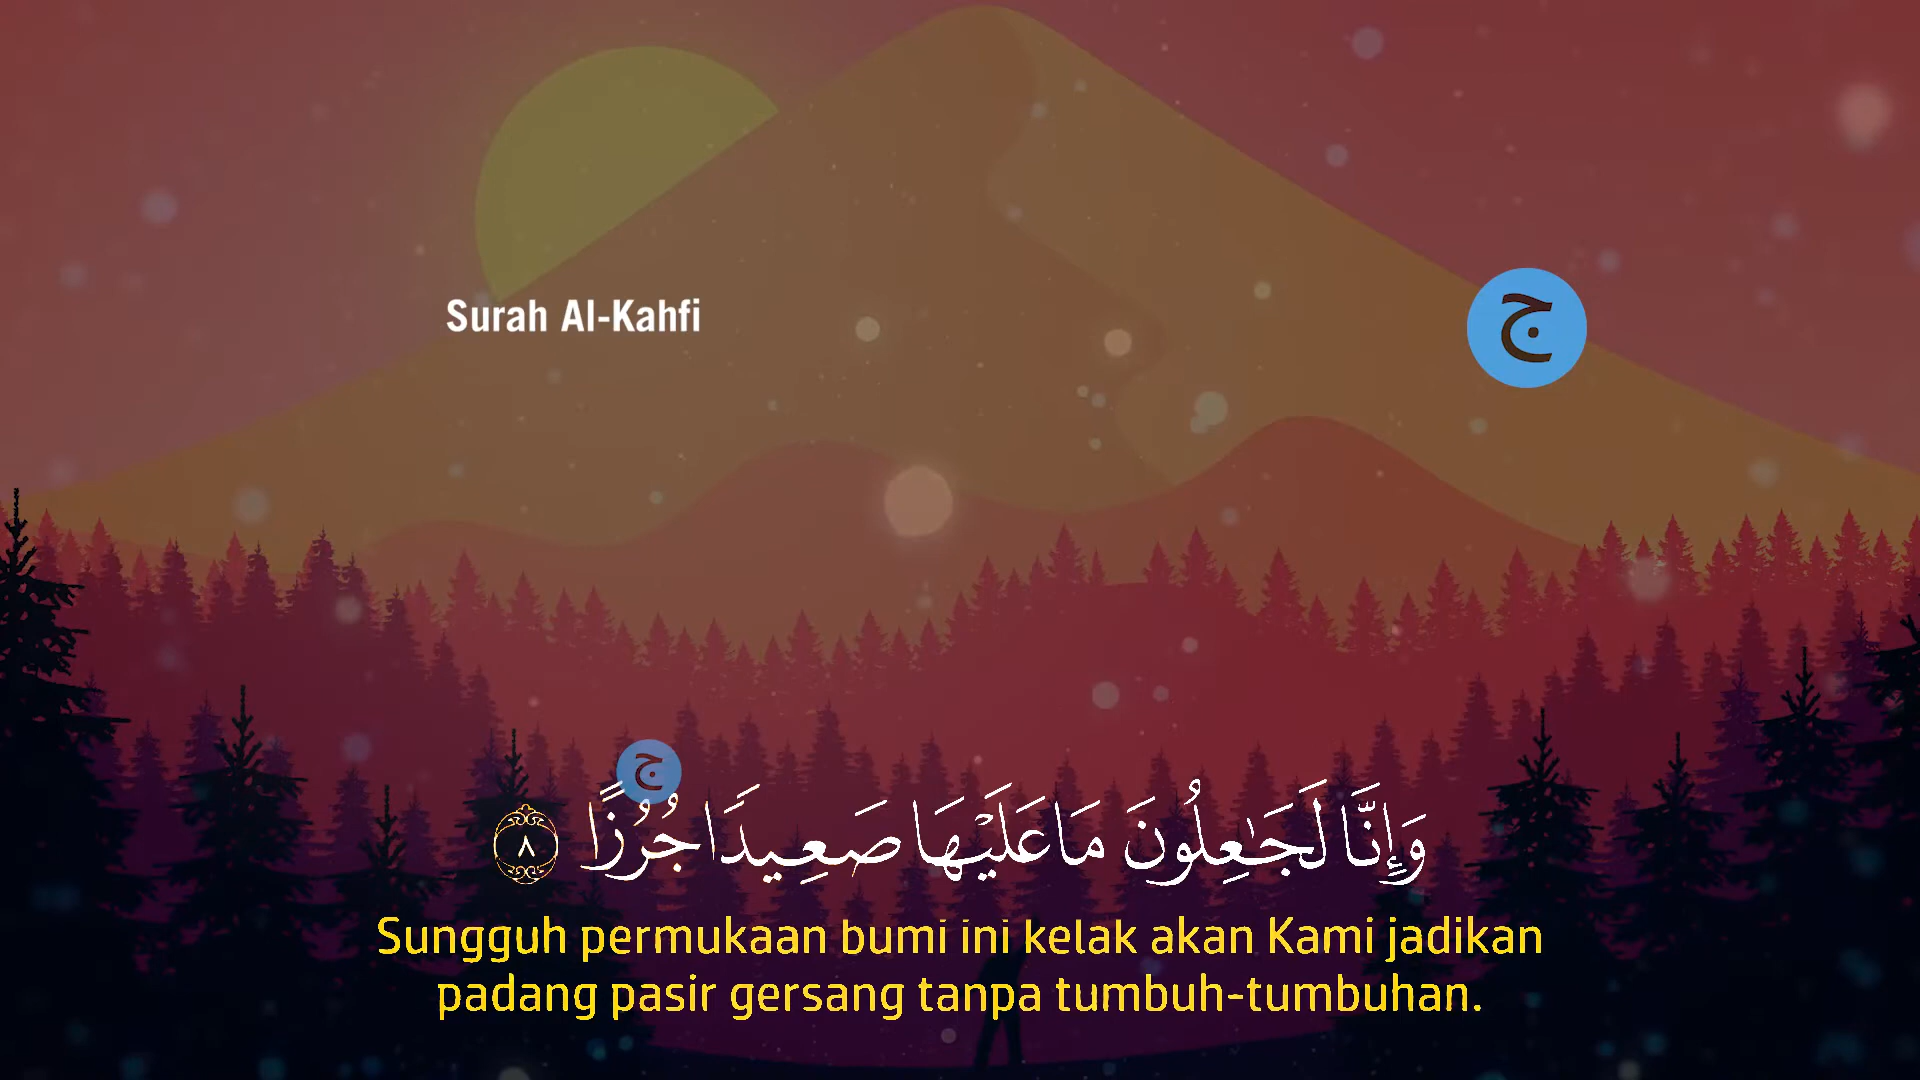 Surah Al-Kahfi
ج
ج
وَإِنَّا لَجَٰعِلُونَ مَا عَلَيْهَا صَعِيدًا جُرُزًا ٨
Sungguh permukaan bumi ini kelak akan Kami jadikan
padang pasir gersang tanpa tumbuh-tumbuhan.